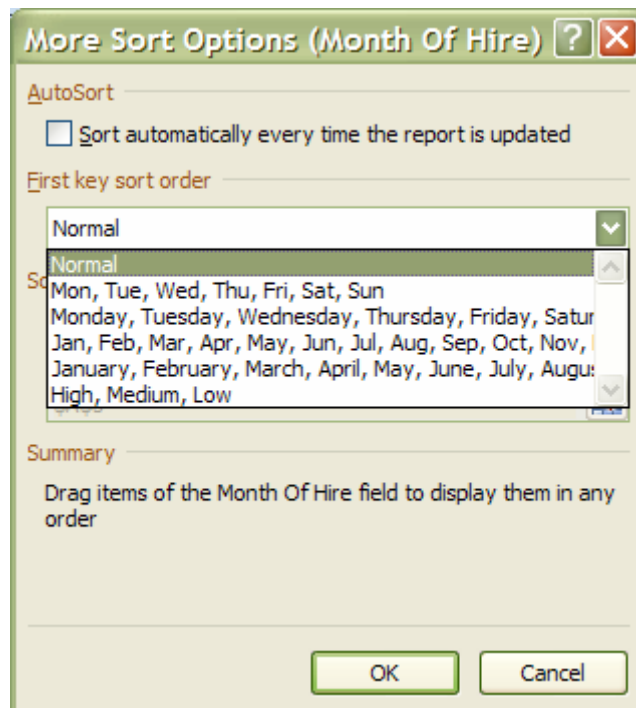 More Sort Options (Month Of Hire) ?
AutoSort
Sort automatically every time the report is updated
First key sort order
Normal
Normal
Mon, Tue, Wed, Thu, Fri, Sat, Sun
Monday, Tuesday, Wednesday, Thursday, Friday, Satur
Jan, Feb, Mar, Apr, May, Jun, Jul, Aug, Sep, Oct, Nov,
January, February, March, April, May, June, July, Augu
High, Medium, Low
Summary
Drag items of the Month Of Hire field to display them in any
order
OK
Cancel